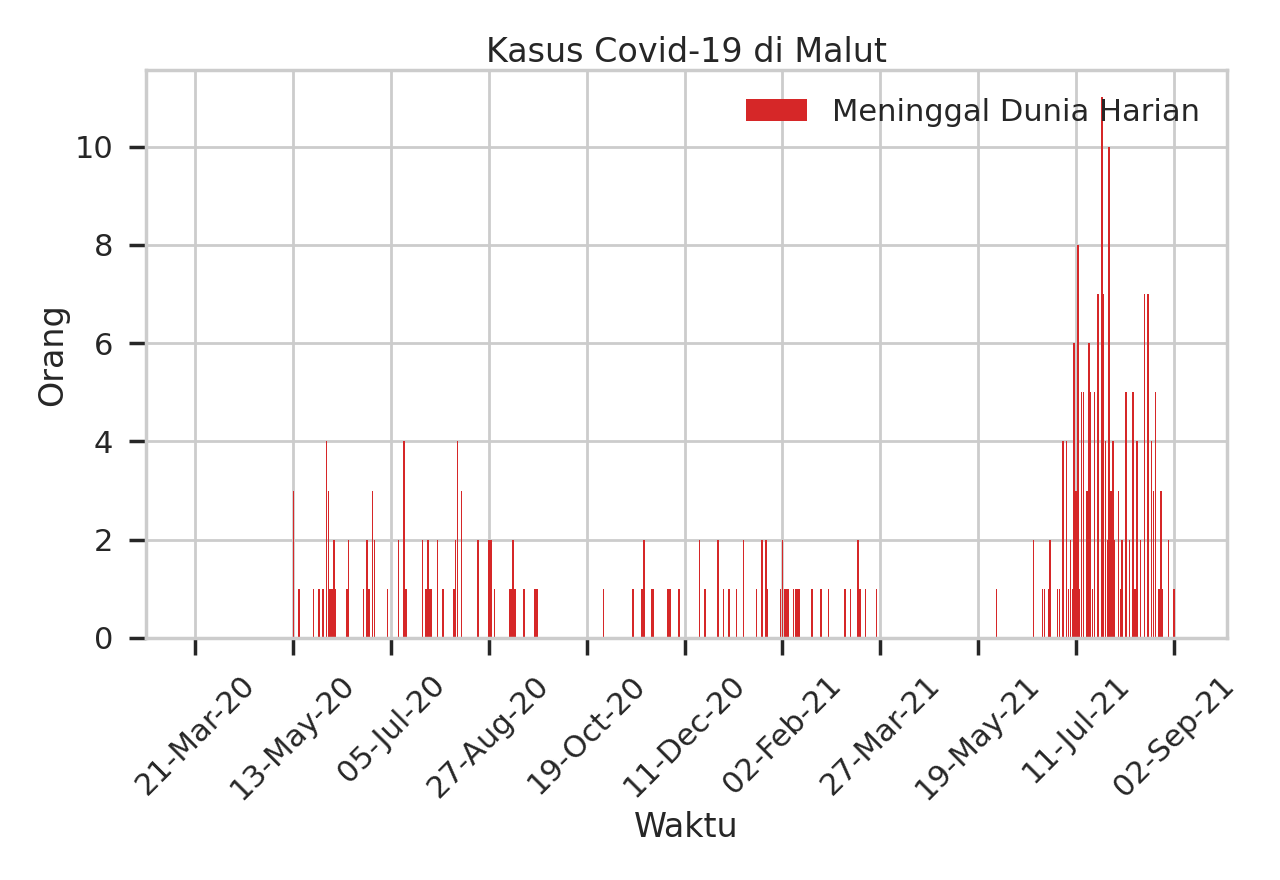 Kasus Covid-19 di Malut
Meninggal Dunia Harian
Orang
10
8
6
4
2
0
21-Mar-20
13-May-20
05-Jul-20
27-Aug-20
19-Oct-20
11-Dec-20
02-Feb-21
27-Mar-21
19-May-21
11-Jul-21
02-Sep-21
Waktu